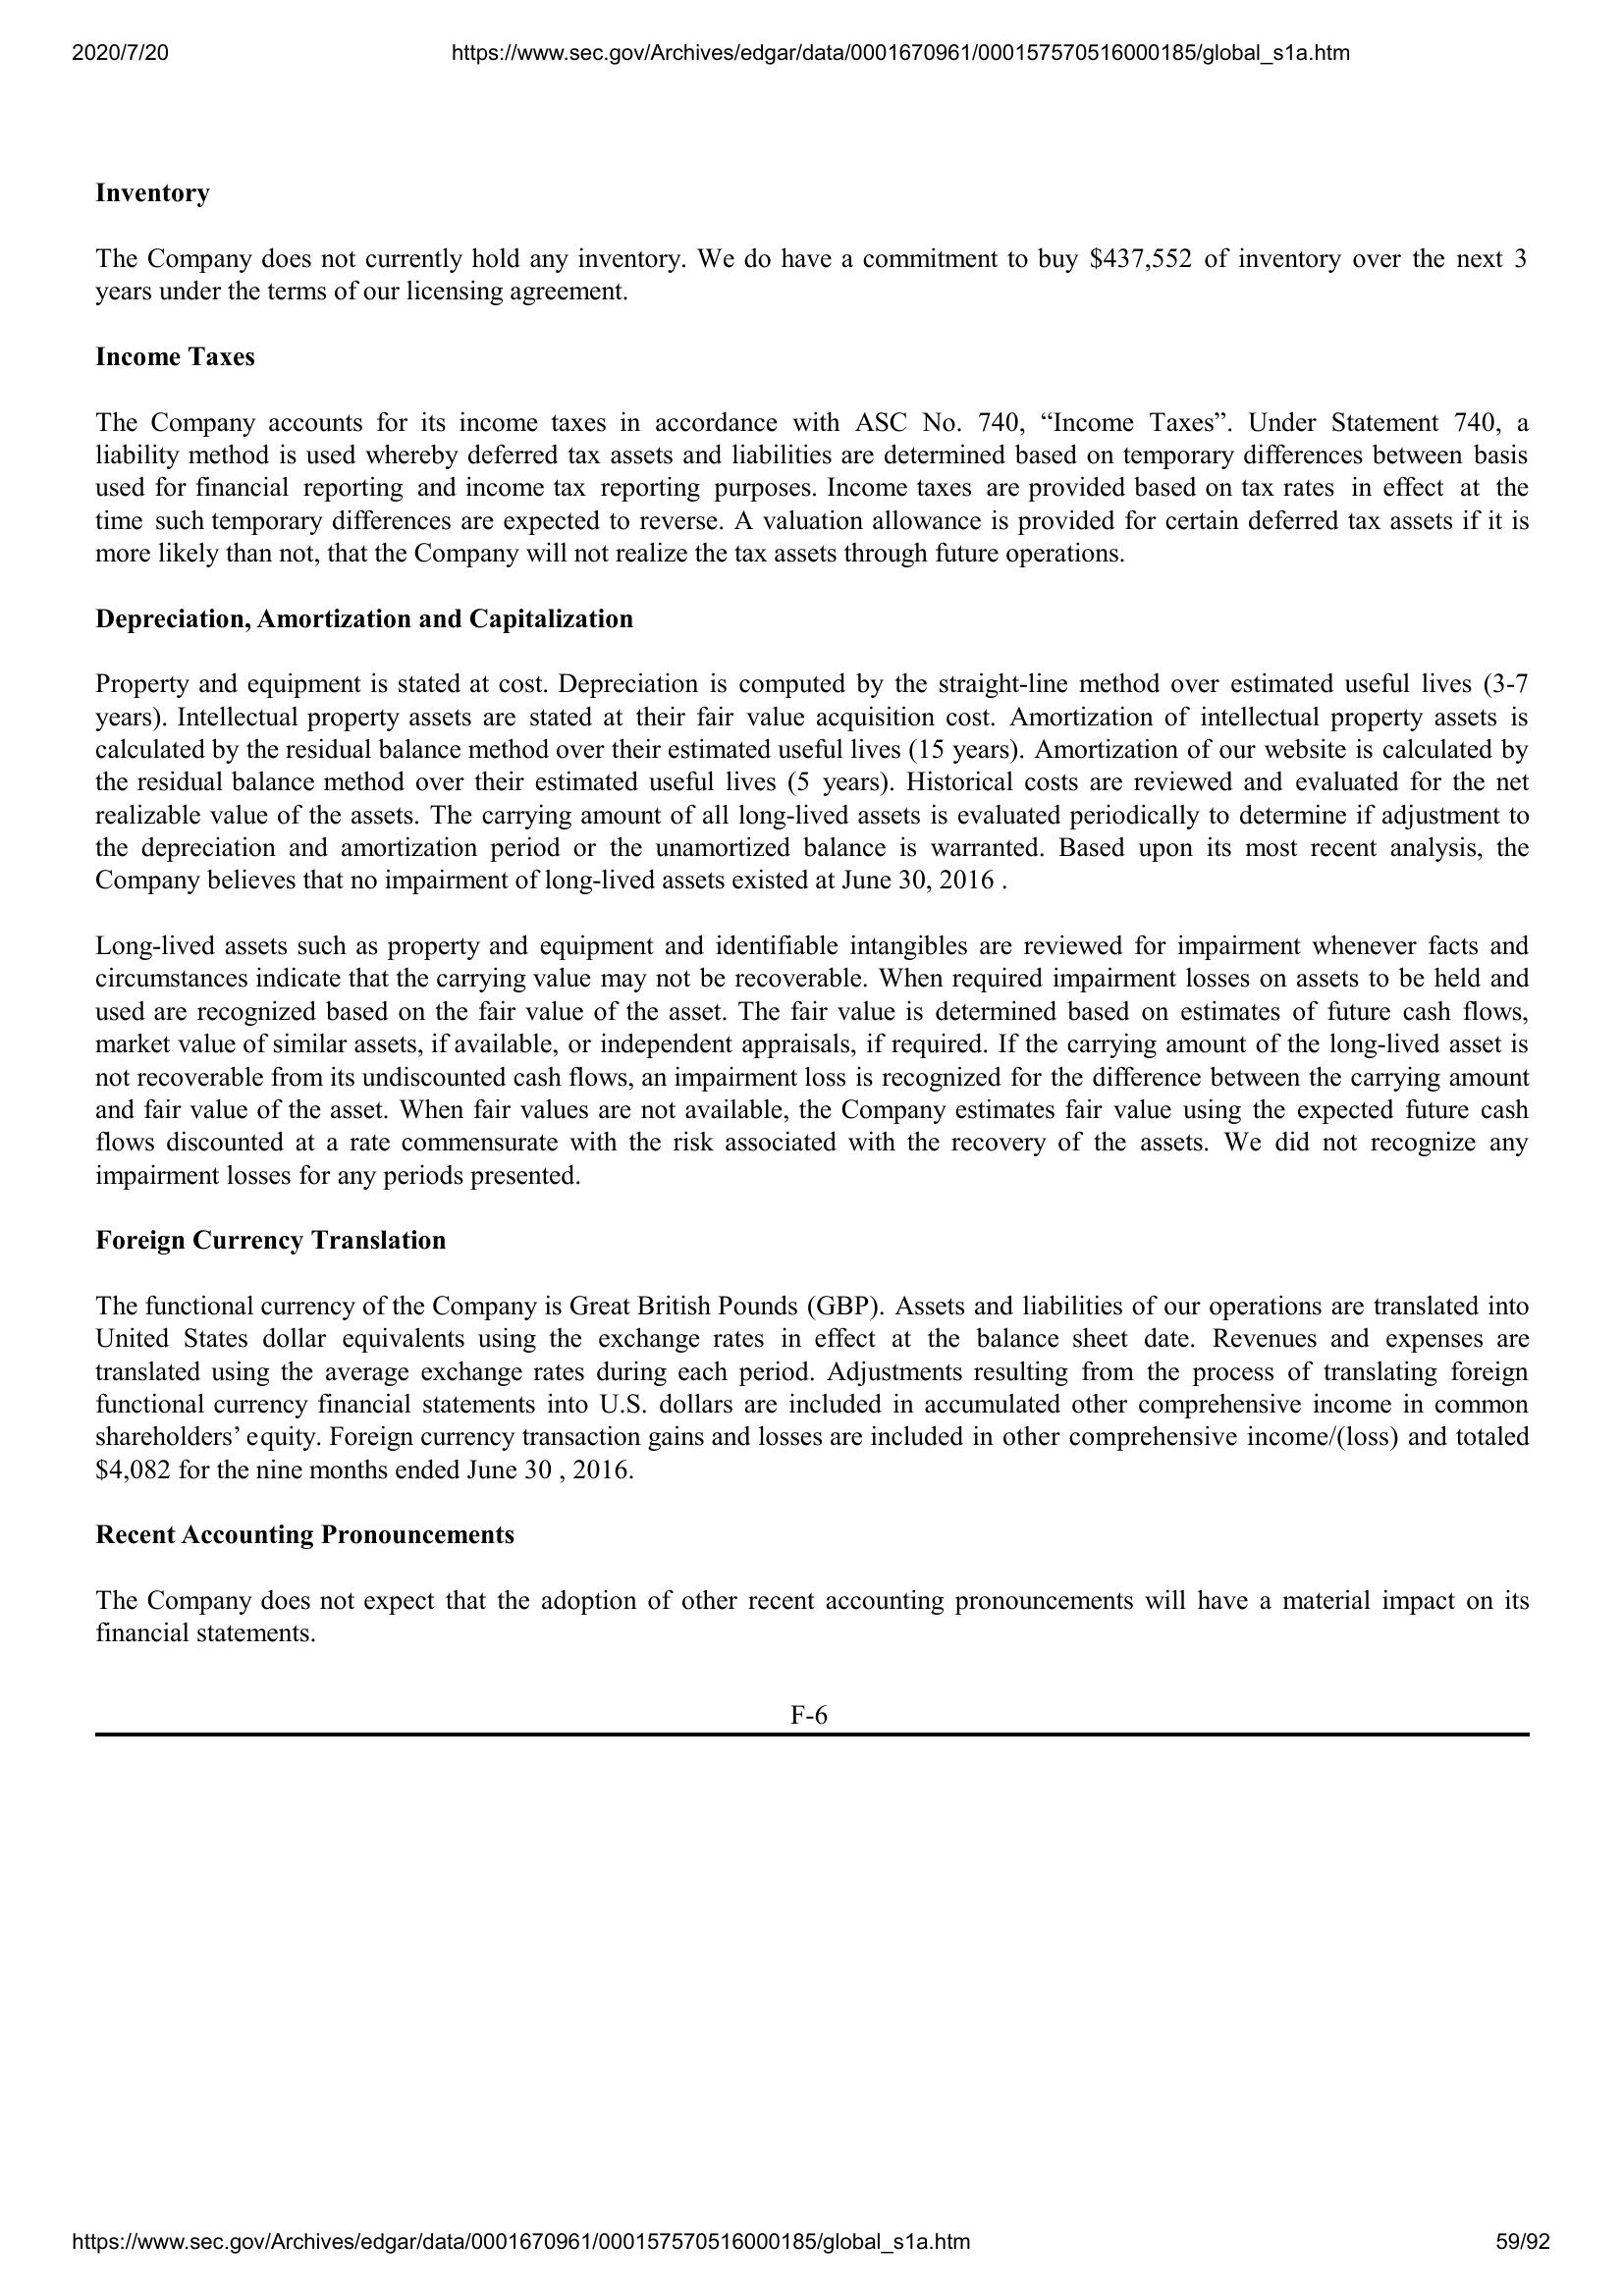 2020/7/20
https://www.sec.gov/Archives/edgar/data/0001670961/000157570516000185/global_s1a.htm
Inventory
The Company does not currently hold any inventory. We do have a commitment to buy $437,552 of inventory over the next 3
years under the terms of our licensing agreement.
Income Taxes
The Company accounts for its income taxes in accordance with ASC No. 740, “Income Taxes”. Under Statement 740, a
liability method is used whereby deferred tax assets and liabilities are determined based on temporary differences between basis
used for financial reporting and income tax reporting purposes. Income taxes are provided based on tax rates in effect at the
time such temporary differences are expected to reverse. A valuation allowance is provided for certain deferred tax assets if it is
more likely than not, that the Company will not realize the tax assets through future operations.
Depreciation, Amortization and Capitalization
Property and equipment is stated at cost. Depreciation is computed by the straight-line method over estimated useful lives (3-7
years). Intellectual property assets are stated at their fair value acquisition cost. Amortization of intellectual property assets is
calculated by the residual balance method over their estimated useful lives (15 years). Amortization of our website is calculated by
the residual balance method over their estimated useful lives (5 years). Historical costs are reviewed and evaluated for the net
realizable value of the assets. The carrying amount of all long-lived assets is evaluated periodically to determine if adjustment to
the depreciation and amortization period or the unamortized balance is warranted. Based upon its most recent analysis, the
Company believes that no impairment of long-lived assets existed at June 30, 2016 .
Long-lived assets such as property and equipment and identifiable intangibles are reviewed for impairment whenever facts and
circumstances indicate that the carrying value may not be recoverable. When required impairment losses on assets to be held and
used are recognized based on the fair value of the asset. The fair value is determined based on estimates of future cash flows,
market value of similar assets, if available, or independent appraisals, if required. If the carrying amount of the long-lived asset is
not recoverable from its undiscounted cash flows, an impairment loss is recognized for the difference between the carrying amount
and fair value of the asset. When fair values are not available, the Company estimates fair value using the expected future cash
flows discounted at a rate commensurate with the risk associated with the recovery of the assets. We did not recognize any
impairment losses for any periods presented.
Foreign Currency Translation
The functional currency of the Company is Great British Pounds (GBP). Assets and liabilities of our operations are translated into
United States dollar equivalents using the exchange rates in effect at the balance sheet date. Revenues and expenses are
translated using the average exchange rates during each period. Adjustments resulting from the process of translating foreign
functional currency financial statements into U.S. dollars are included in accumulated other comprehensive income in common
shareholders’ equity. Foreign currency transaction gains and losses are included in other comprehensive income/(loss) and totaled
$4,082 for the nine months ended June 30 , 2016.
Recent Accounting Pronouncements
The Company does not expect that the adoption of other recent accounting pronouncements will have a material impact on its
financial statements.
F-6
https://www.sec.gov/Archives/edgar/data/0001670961/000157570516000185/global_s1a.htm
59/92